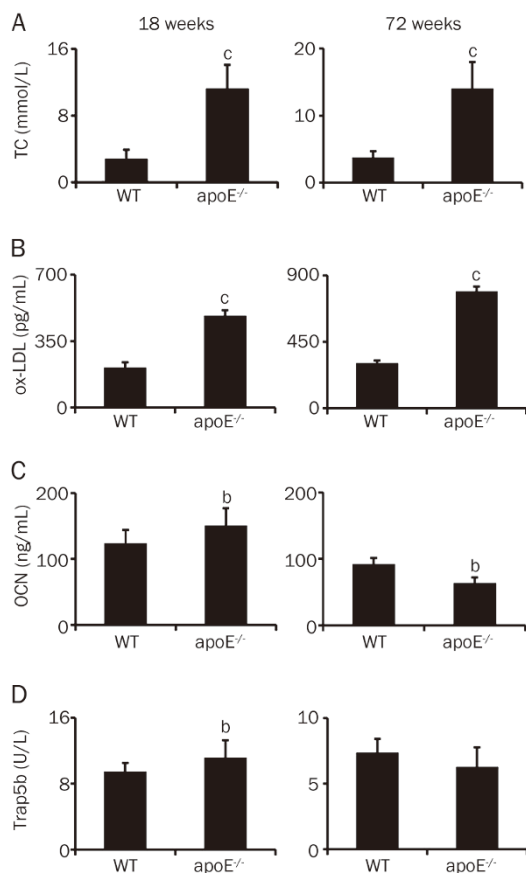 A
18 weeks
72 weeks
TC (mmol/L)
16
8
0
c
WT
apoE-/-
20
10
0
c
WT
apoE-/-
B
ox-LDL (pg/mL)
700
350
0
c
WT
apoE-/-
900
450
0
c
WT
apoE-/-
C
OCN (ng/mL)
200
100
0
b
WT
apoE-/-
200
100
0
b
WT
apoE-/-
D
Trap5b (U/L)
16
8
0
b
WT
apoE-/-
10
5
0
WT
apoE-/-